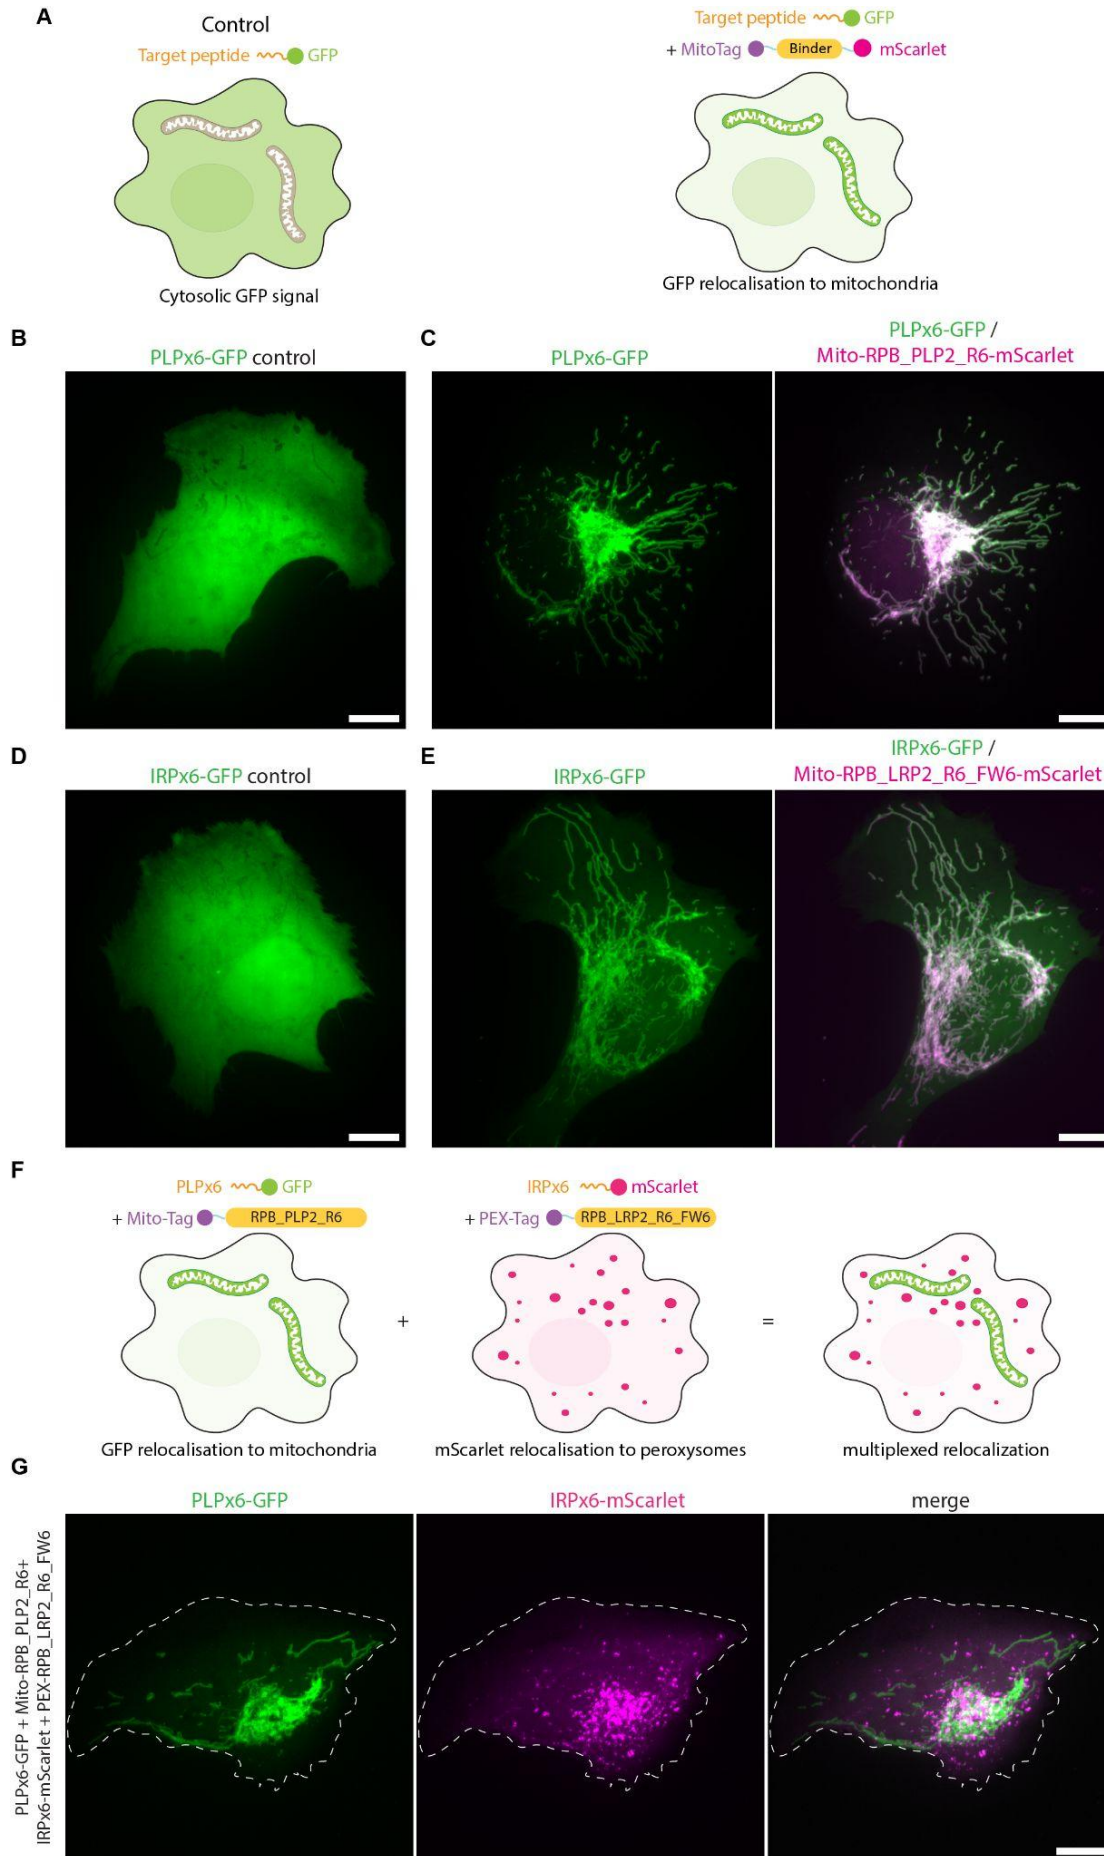 A
Control
Target peptide GFP
Cytosolic GFP signal
Target peptide GFP
+ MitoTag Binder mScarlet
GFP relocalisation to mitochondria
B
PLPx6-GFP control
C
PLPx6-GFP
PLPx6-GFP /
Mito-RPB_PLP2_R6-mScarlet
D
IRPx6-GFP control
E
IRPx6-GFP
IRPx6-GFP /
Mito-RPB_LRP2_R6_FW6-mScarlet
F
PLPx6 GFP
+ Mito-Tag RPB_PLP2_R6
GFP relocalisation to mitochondria
+
IRPx6 mScarlet
+ PEX-Tag RPB_LRP2_R6_FW6
mScarlet relocalisation to peroxysomes
=
multiplexed relocalization
G
PLPx6-GFP + Mito-RPB_PLP2_R6+
IRPx6-mScarlet + PEX-RPB_LRP2_R6_FW6
PLPx6-GFP
IRPx6-mScarlet
merge